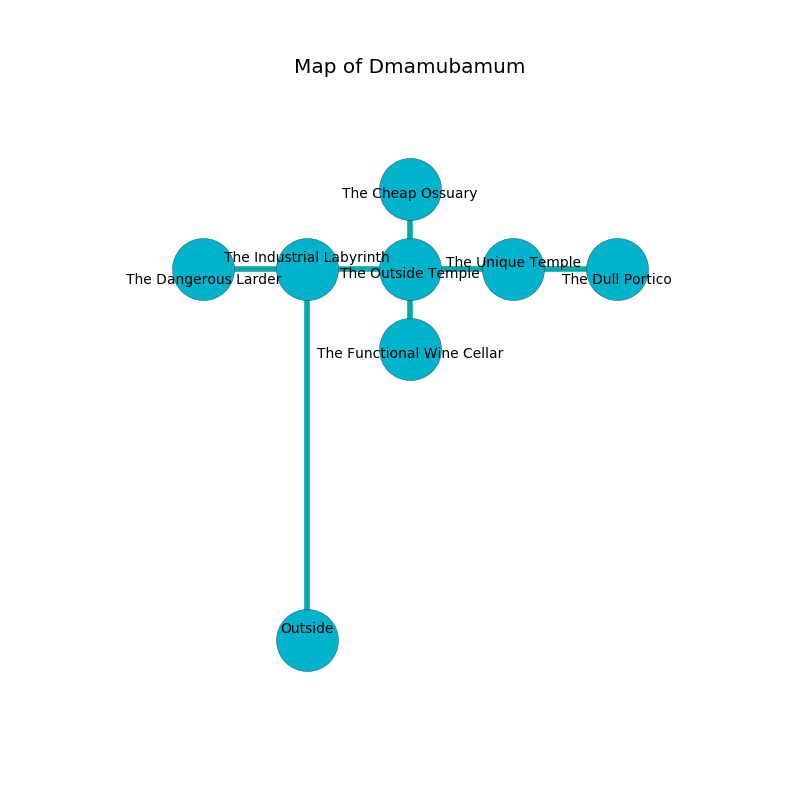 Map of Dmamubamum
The Cheap Ossuary
The Industrial Labyrinth
The Unique Temple
The Outside Temple
The Dangerous Larder
The Dull Portico
The Functional Wine Cellar
Outside